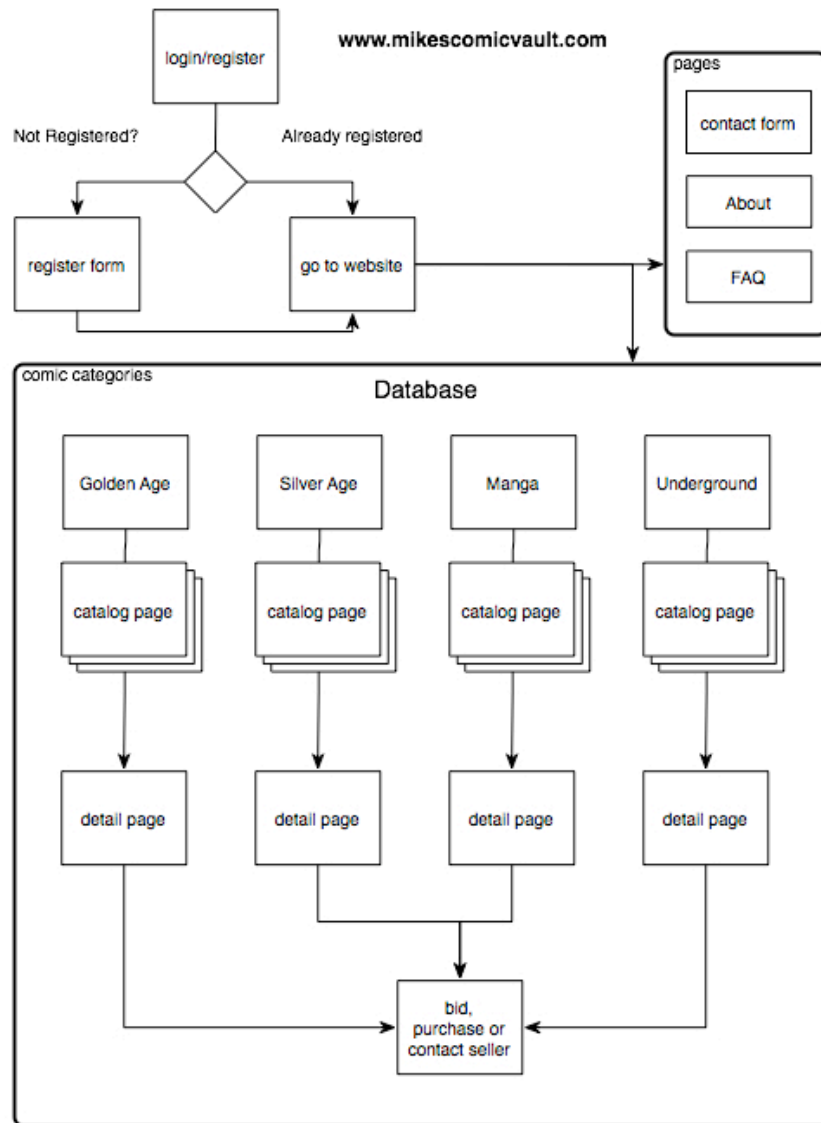 www.mikescomicvault.com
login/register
Not Registered?
Already registered
register form
go to website
pages
contact form
About
FAQ
comic categories
Database
Golden Age
Silver Age
Manga
Underground
catalog page
catalog page
catalog page
catalog page
detail page
detail page
detail page
detail page
bid,
purchase or
contact seller